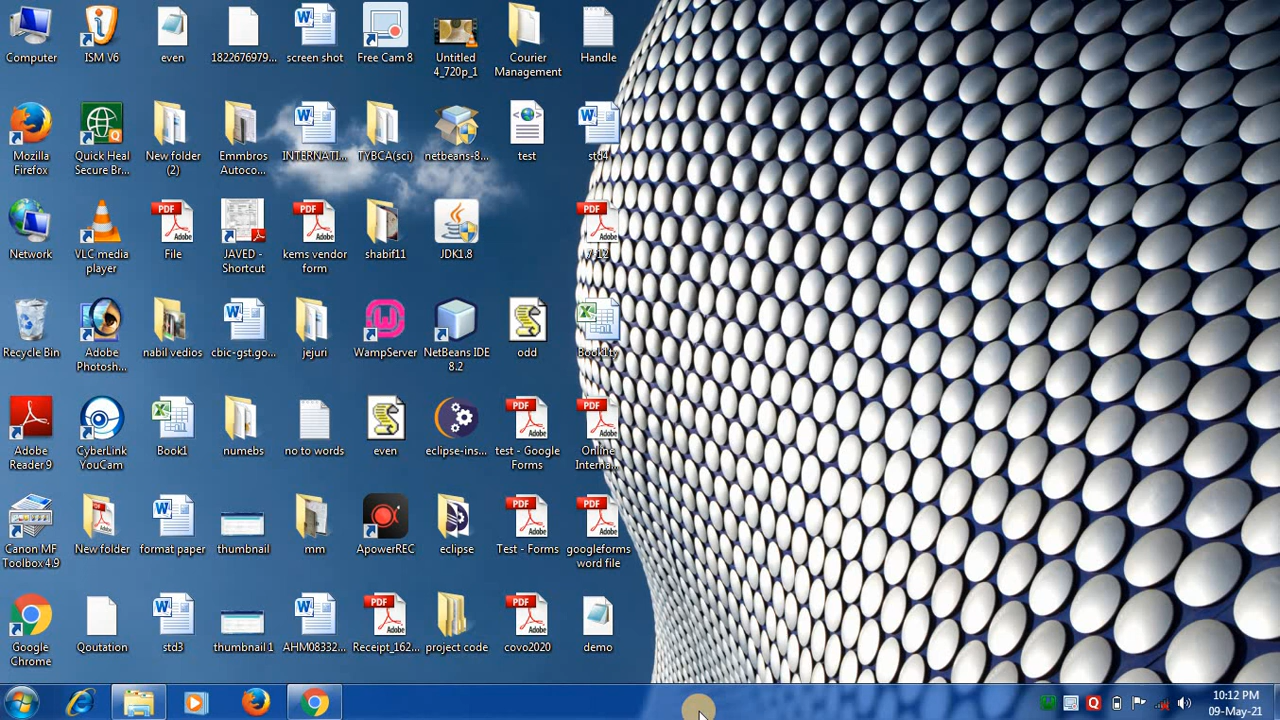 Computer
ISM V6
even
1822676979...
screen shot
Free Cam 8
Untitled
4_720p_1
Courier
Management
Handle
Mozilla
Firefox
Quick Heal
Secure Br...
New folder
(2)
Emmbros
Autoco...
INTERNATI...
TYBCA(sci)
netbeans-8...
test
std4
Network
VLC media
player
File
JAVED -
Shortcut
kems vendor
form
shabif11
JDK1.8
Recycle Bin
Adobe
Photosh...
nabil vedios
cbic-gst.go...
jejuri
WampServer
NetBeans IDE
8.2
odd
Book1ty
Adobe
Reader 9
CyberLink
YouCam
Book1
numebs
no to words
even
eclipse-ins...
test - Google
Forms
Online
Interna...
Canon MF
Toolbox 4.9
New folder
format paper
thumbnail
mm
ApowerREC
eclipse
Test - Forms
googleforms
word file
Google
Chrome
Qoutation
std3
thumbnail 1
AHM08332...
Receipt_162...
project code
covo2020
demo
10:12 PM
09-May-21